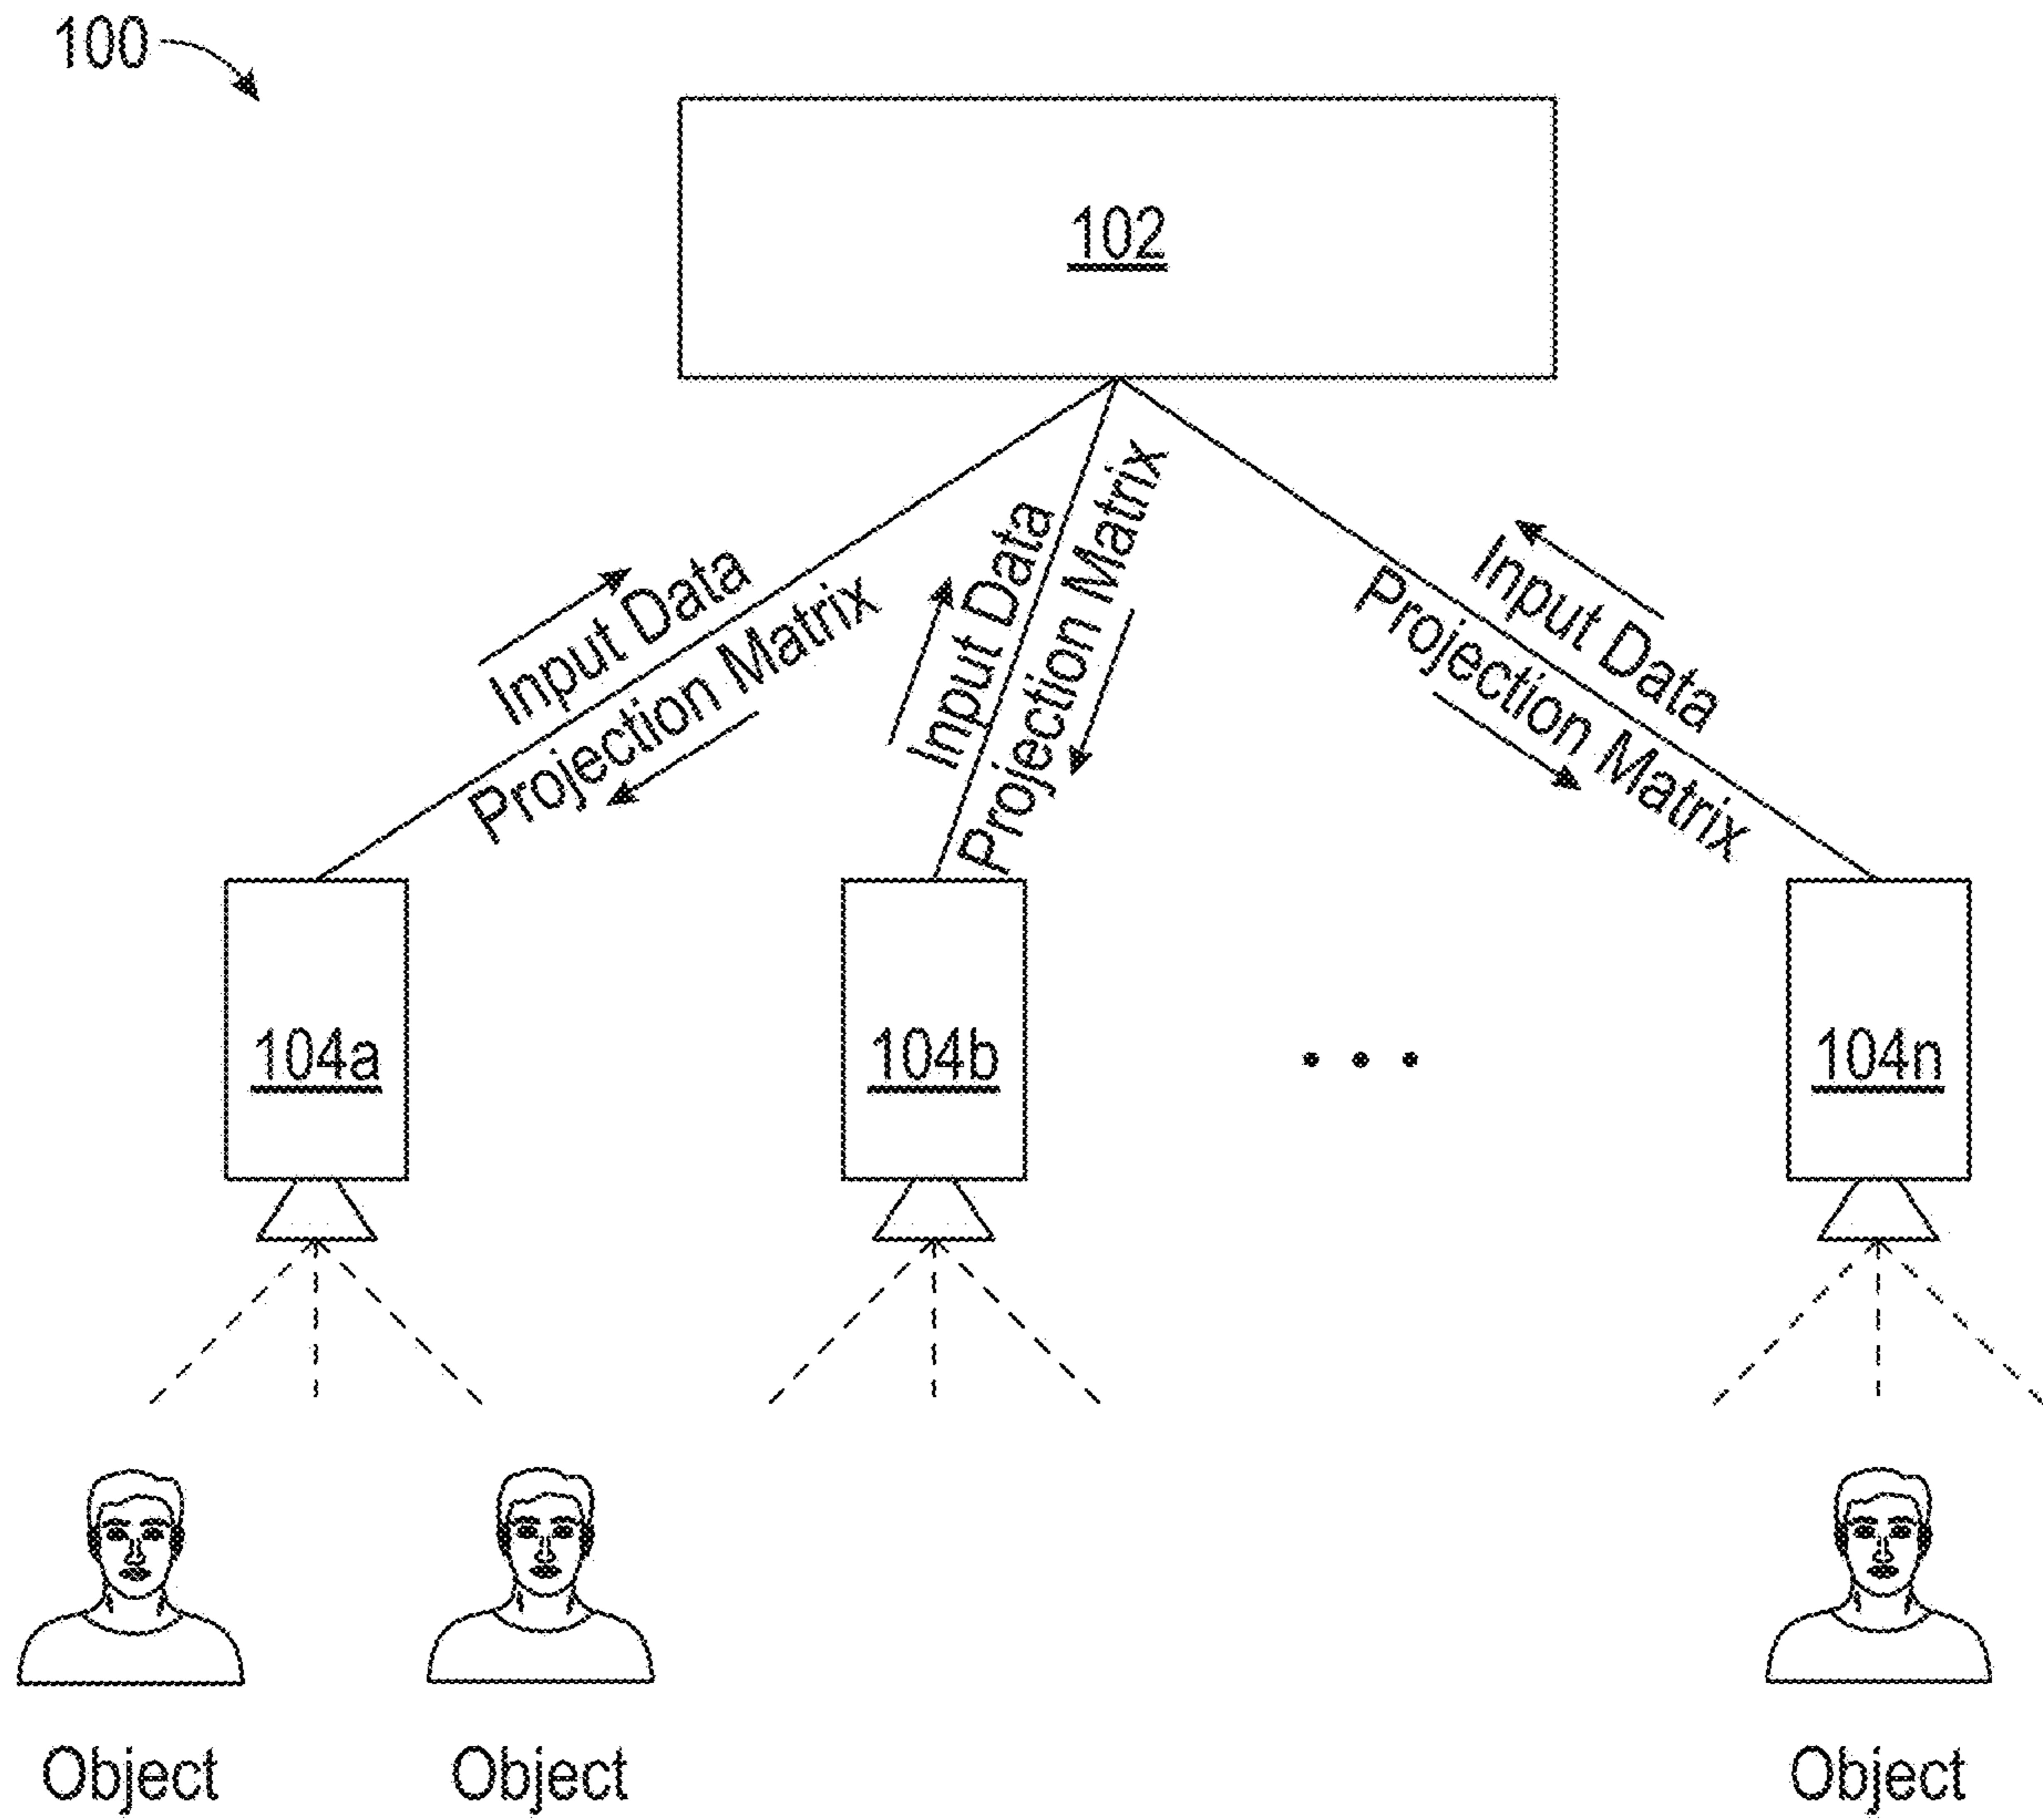 100
102
Input Data
Projection Matrix
Input Data
Projection Matrix
Input Data
Projection Matrix
104a
104b
• • •
104n
Object
Object
Object